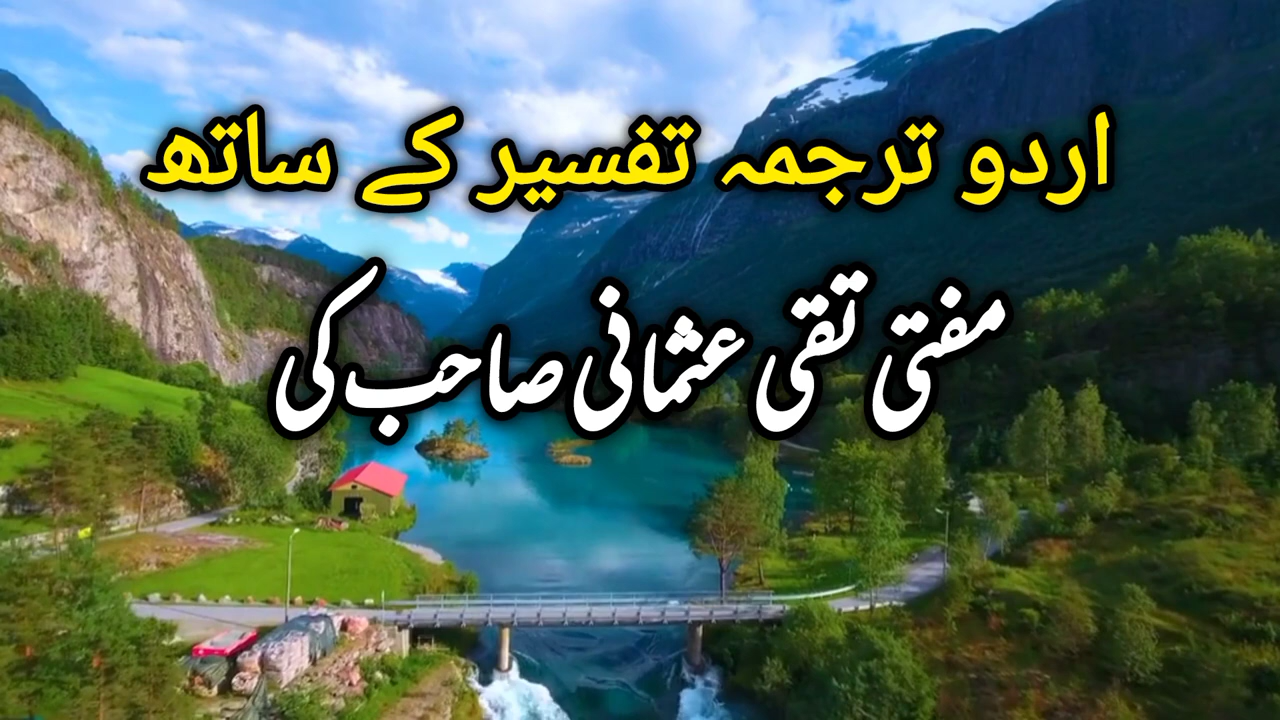 اردو ترجمہ تفسیر کے ساتھ
مفتی تقی عثمانی صاحب کی